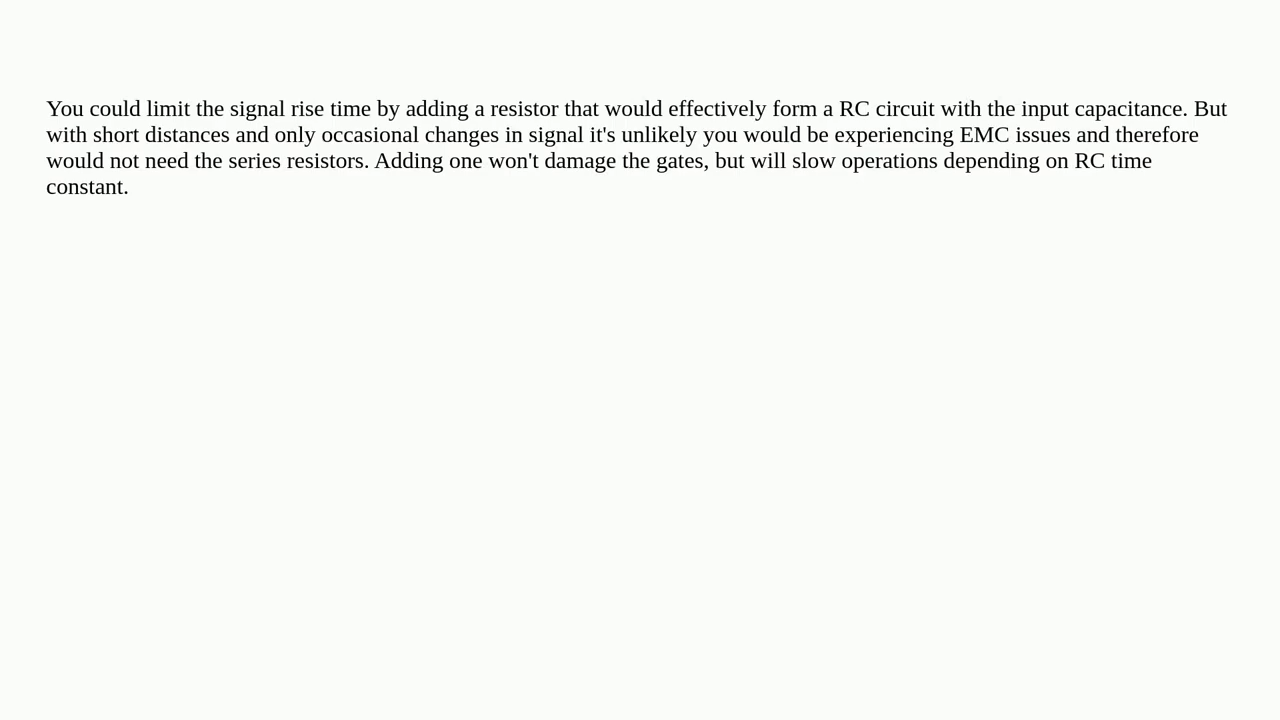 You could limit the signal rise time by adding a resistor that would effectively form a RC circuit with the input capacitance. But
with short distances and only occasional changes in signal it's unlikely you would be experiencing EMC issues and therefore
would not need the series resistors. Adding one won't damage the gates, but will slow operations depending on RC time
constant.